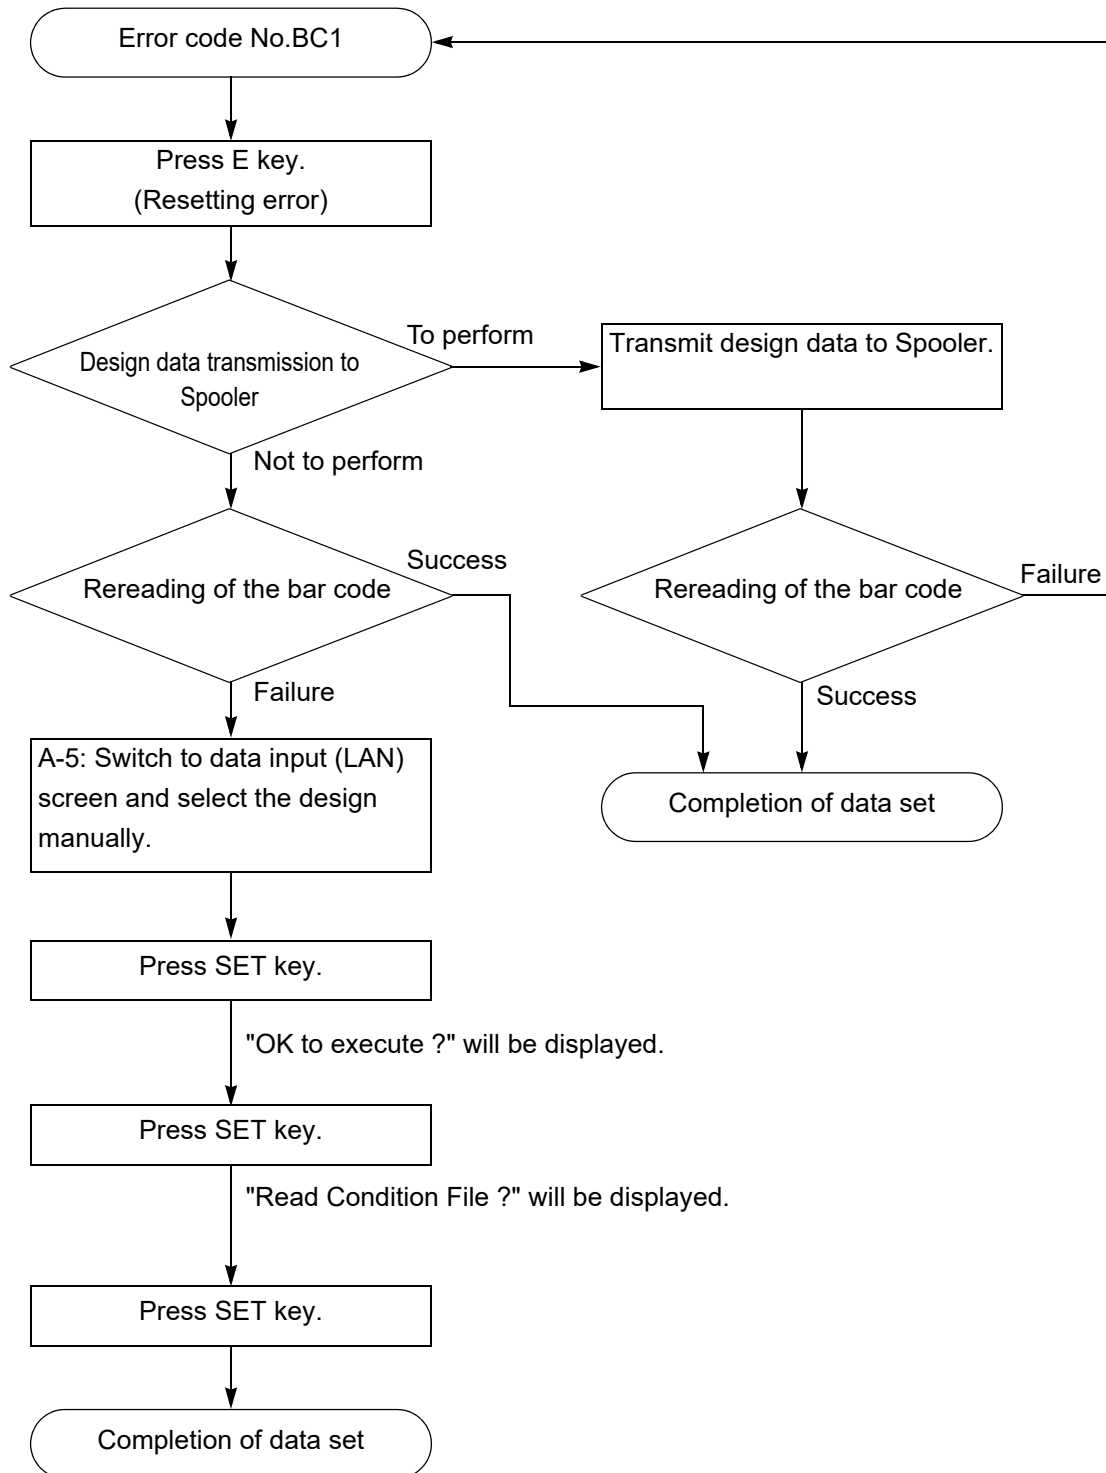 Error code No.BC1
Press E key.
(Resetting error)
To perform
Design data transmission to
Spooler
Transmit design data to Spooler.
Not to perform
Success
Rereading of the bar code
Rereading of the bar code
Failure
Failure
Success
A-5: Switch to data input (LAN)
screen and select the design
manually.
Completion of data set
Press SET key.
"OK to execute ?" will be displayed.
Press SET key.
"Read Condition File ?" will be displayed.
Press SET key.
Completion of data set